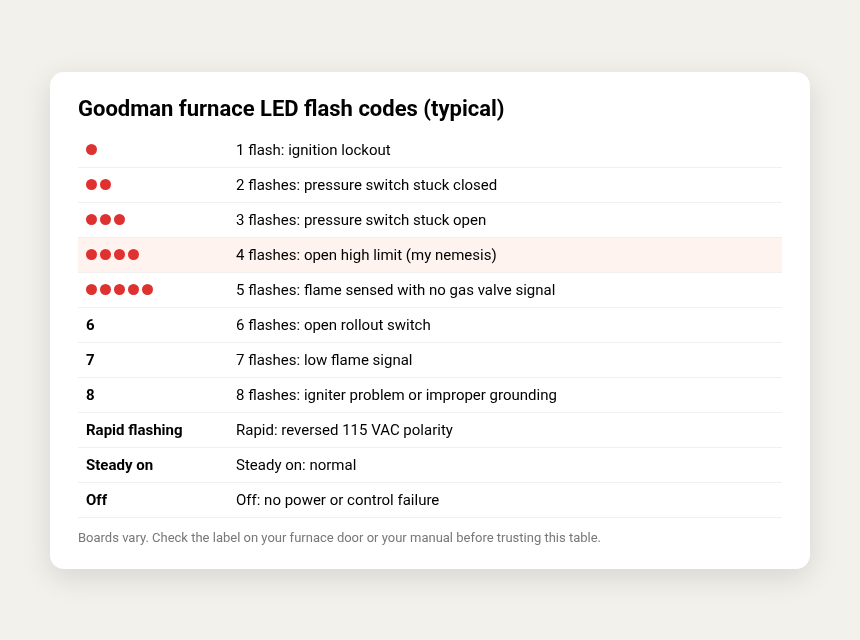 Goodman furnace LED flash codes (typical)
1 flash: ignition lockout
2 flashes: pressure switch stuck closed
3 flashes: pressure switch stuck open
4 flashes: open high limit (my nemesis)
5 flashes: flame sensed with no gas valve signal
6 6 flashes: open rollout switch
7 7 flashes: low flame signal
8 8 flashes: igniter problem or improper grounding
Rapid flashing Rapid: reversed 115 VAC polarity
Steady on Steady on: normal
Off Off: no power or control failure
Boards vary. Check the label on your furnace door or your manual before trusting this table.